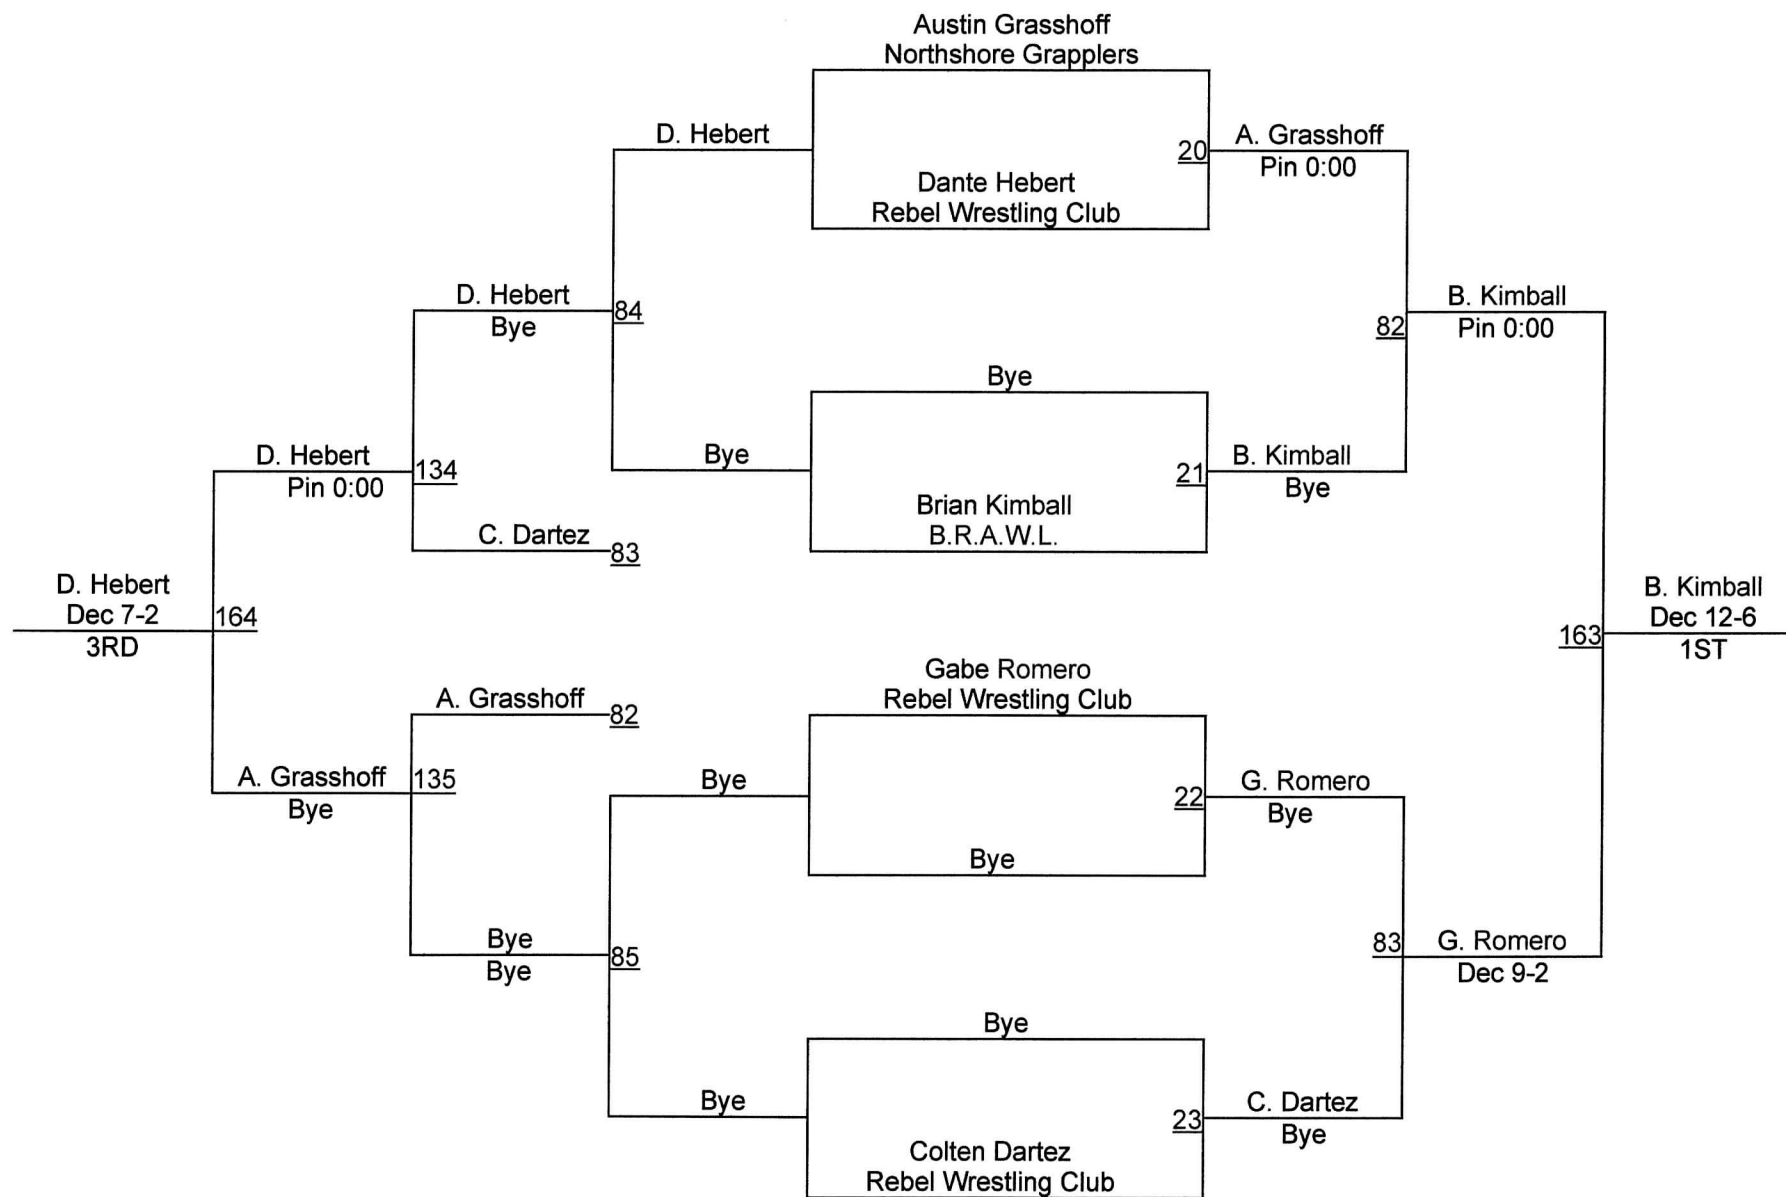 Austin Grasshoff
Northshore Grapplers
D. Hebert
20
A. Grasshoff
Pin 0:00
Dante Hebert
Rebel Wrestling Club
D. Hebert
Bye
84
82
B. Kimball
Pin 0:00
Bye
D. Hebert
Pin 0:00
134
Bye
21
B. Kimball
Bye
Brian Kimball
B.R.A.W.L.
C. Dartez
83
D. Hebert
Dec 7-2
3RD
164
163
B. Kimball
Dec 12-6
1ST
Gabe Romero
Rebel Wrestling Club
A. Grasshoff
82
A. Grasshoff
Bye
135
Bye
22
G. Romero
Bye
Bye
Bye
Bye
85
83
G. Romero
Dec 9-2
Bye
Bye
23
C. Dartez
Bye
Colten Dartez
Rebel Wrestling Club